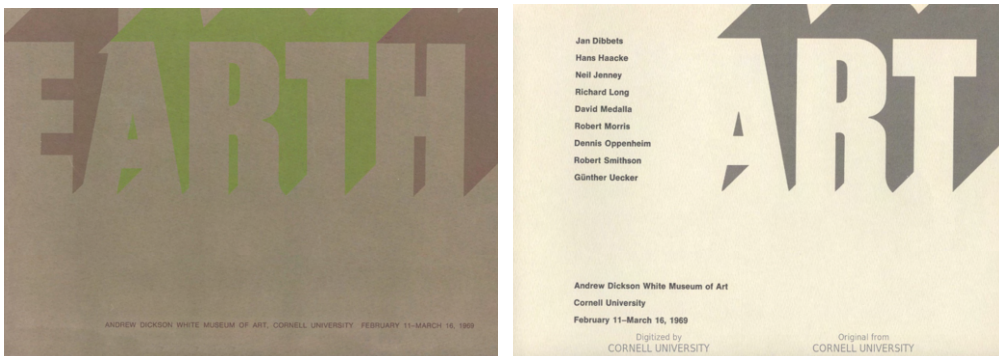 EARTH
ANDREW DICKSON WHITE MUSEUM OF ART, CORNELL UNIVERSITY FEBRUARY 11–MARCH 16, 1969
ART
Jan Dibbets
Hans Haacke
Neil Jenney
Richard Long
David Medalla
Robert Morris
Dennis Oppenheim
Robert Smithson
Günther Uecker
Andrew Dickson White Museum of Art
Cornell University
February 11–March 16, 1969
Digitized by
CORNELL UNIVERSITY
Original from
CORNELL UNIVERSITY